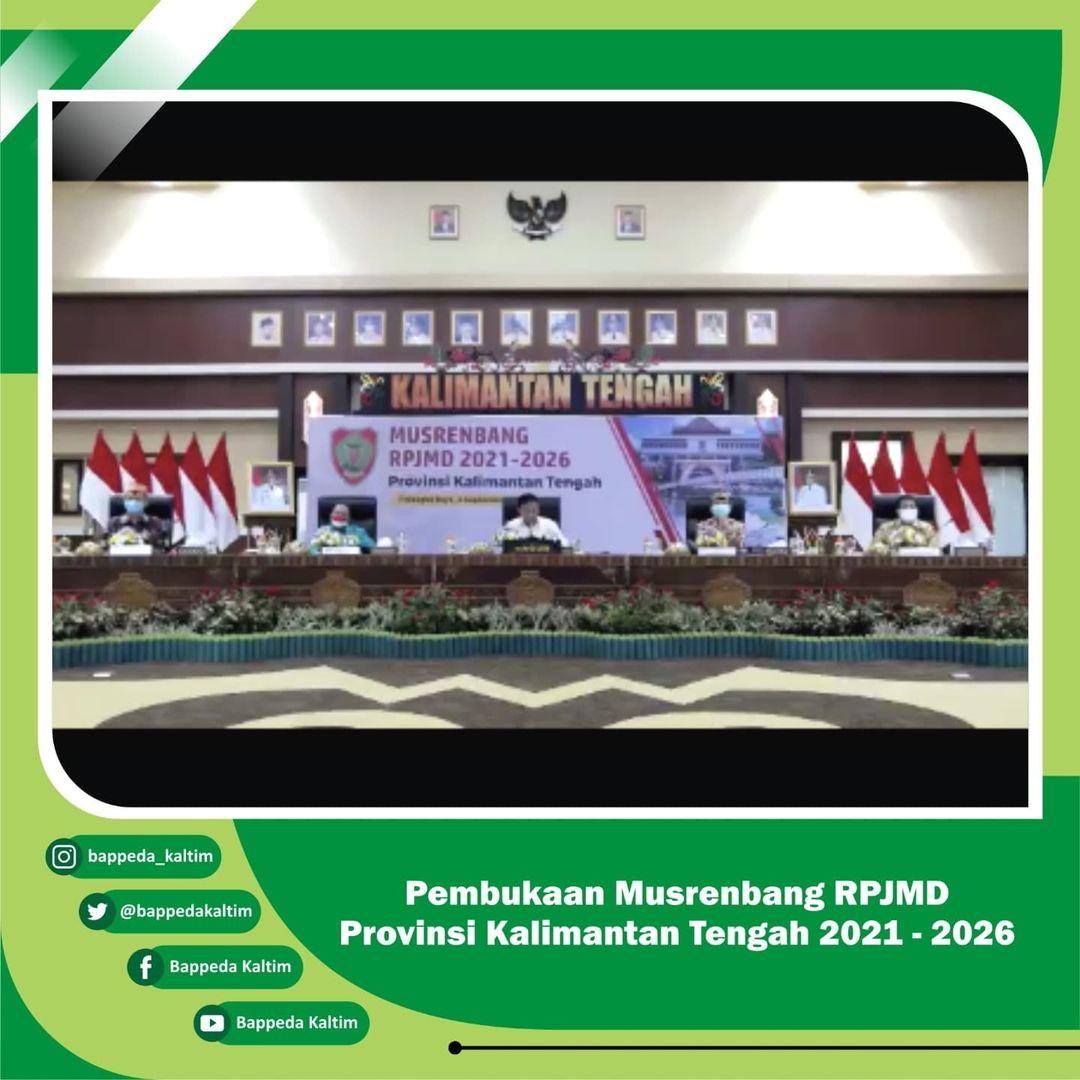 KALIMANTAN TENGAH
MUSRENBANG
RPJMD 2021-2026
Provinsi Kalimantan Tengah
bappeda_kaltim
@bappedakaltim
Bappeda Kaltim
Bappeda Kaltim
Pembukaan Musrenbang RPJMD
Provinsi Kalimantan Tengah 2021 - 2026